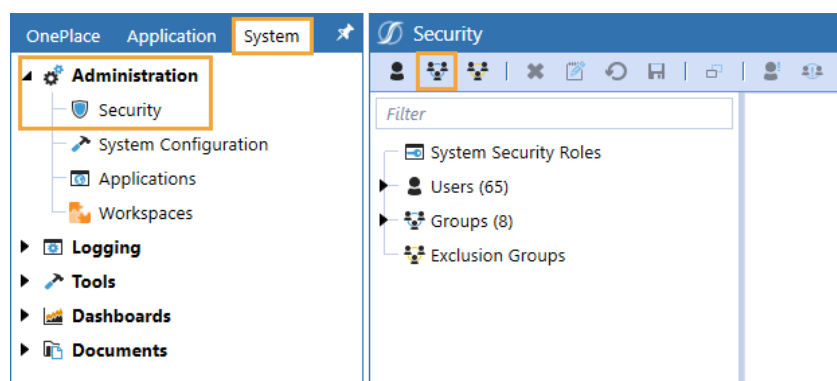 OnePlace Application System
Administration
Security
System Configuration
Applications
Workspaces
Logging
Tools
Dashboards
Documents
Security
Filter
System Security Roles
Users (65)
Groups (8)
Exclusion Groups